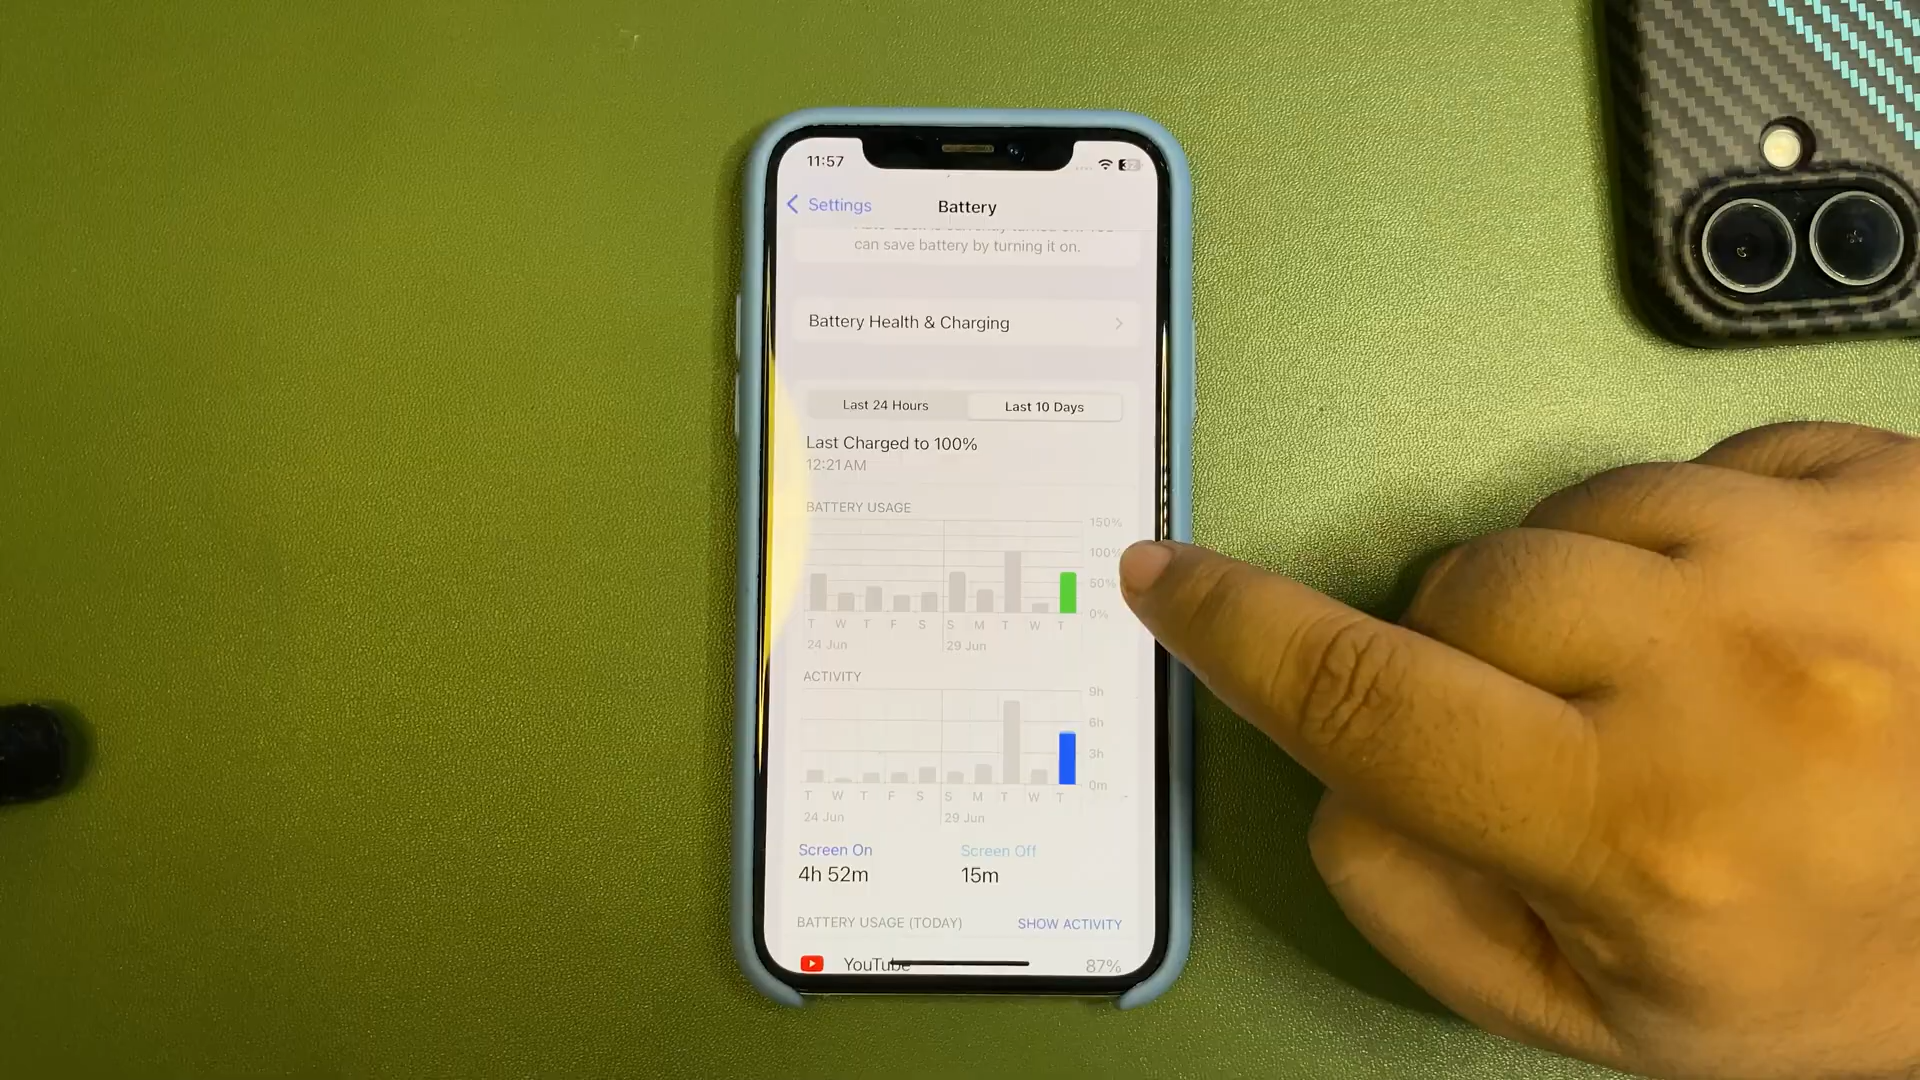 11:57
32
Settings
Battery
can save battery by turning it on.
Battery Health & Charging
Last 24 Hours
Last 10 Days
Last Charged to 100%
12:21 AM
BATTERY USAGE
150%
100%
50%
0%
T W T F S S M T W T
24 Jun 29 Jun
ACTIVITY
9h
6h
3h
0m
T W T F S S M T W T
24 Jun 29 Jun
Screen On Screen Off
4h 52m 15m
BATTERY USAGE (TODAY) SHOW ACTIVITY
YouTube 87%